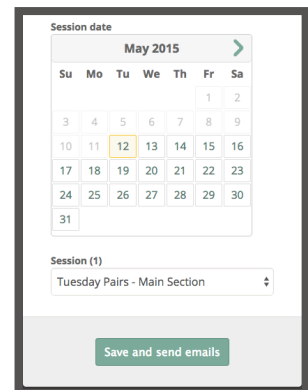 Session date
May 2015
Su Mo Tu We Th Fr Sa
1 2
3 4 5 6 7 8 9
10 11 12 13 14 15 16
17 18 19 20 21 22 23
24 25 26 27 28 29 30
31
Session (1)
Tuesday Pairs - Main Section
Save and send emails